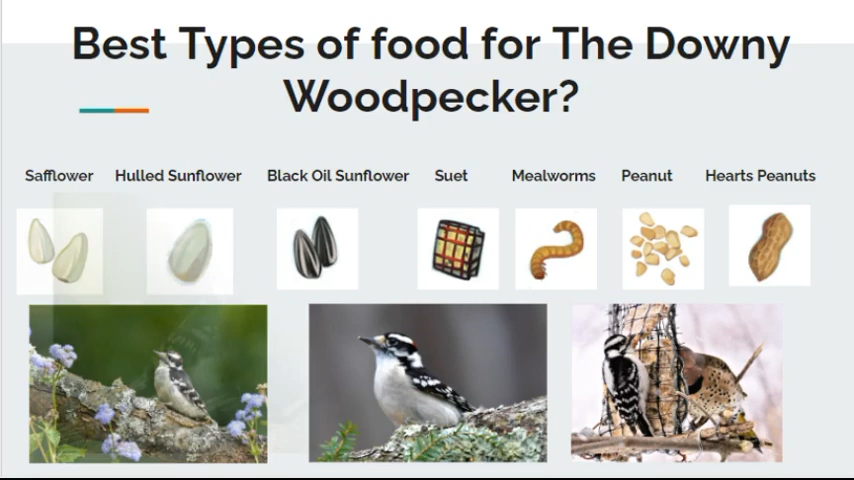 Best Types of food for The Downy
Woodpecker?
Safflower Hulled Sunflower Black Oil Sunflower Suet Mealworms Peanut Hearts Peanuts